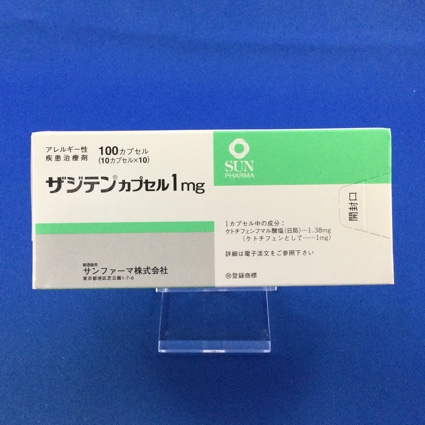 アレルギー性
疾患治療剤
100カプセル
(10カプセル×10)
ザジテン®カプセル1mg
製造販売
サンファーマ株式会社
東京都港区芝公園1-7-6
SUN
PHARMA
開封口
1カプセル中の成分:
ケトチフェンフマル酸塩(日局)…1.38mg
(ケトチフェンとして……1mg)
詳細は電子添文をご参照下さい
®登録商標